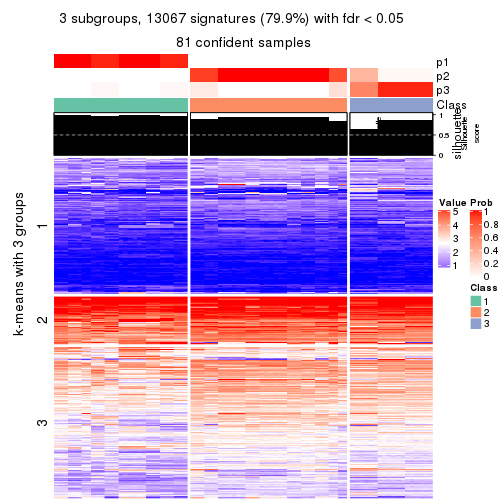 3 subgroups, 13067 signatures (79.9%) with fdr < 0.05
81 confident samples
p1
p2
p3
Class
silhouette
1
0.5
0
Silhouette
score
k-means with 3 groups
1
2
3
Value
5
4
3
2
1
Prob
1
0.8
0.6
0.4
0.2
0
Class
1
2
3